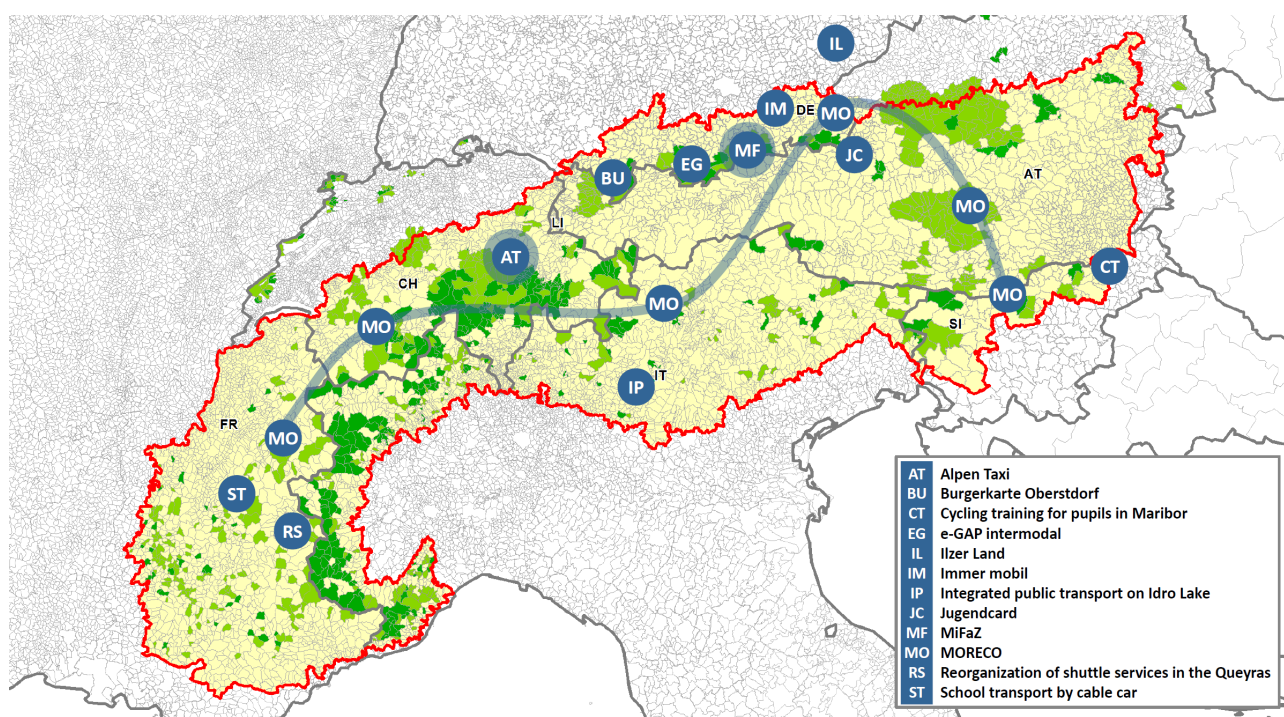 IL
IM
DE
MO
MF
EG
JC
BU
AT
LI
MO
AT
CT
CH
MO
MO
SI
MO
IP
IT
FR
MO
ST
RS
AT Alpen Taxi
BU Burgerkarte Oberstdorf
CT Cycling training for pupils in Maribor
EG e-GAP intermodal
IL Ilzer Land
IM Immer mobil
IP Integrated public transport on Idro Lake
JC Jugendcard
MF MiFaZ
MO MORECO
RS Reorganization of shuttle services in the Queyras
ST School transport by cable car